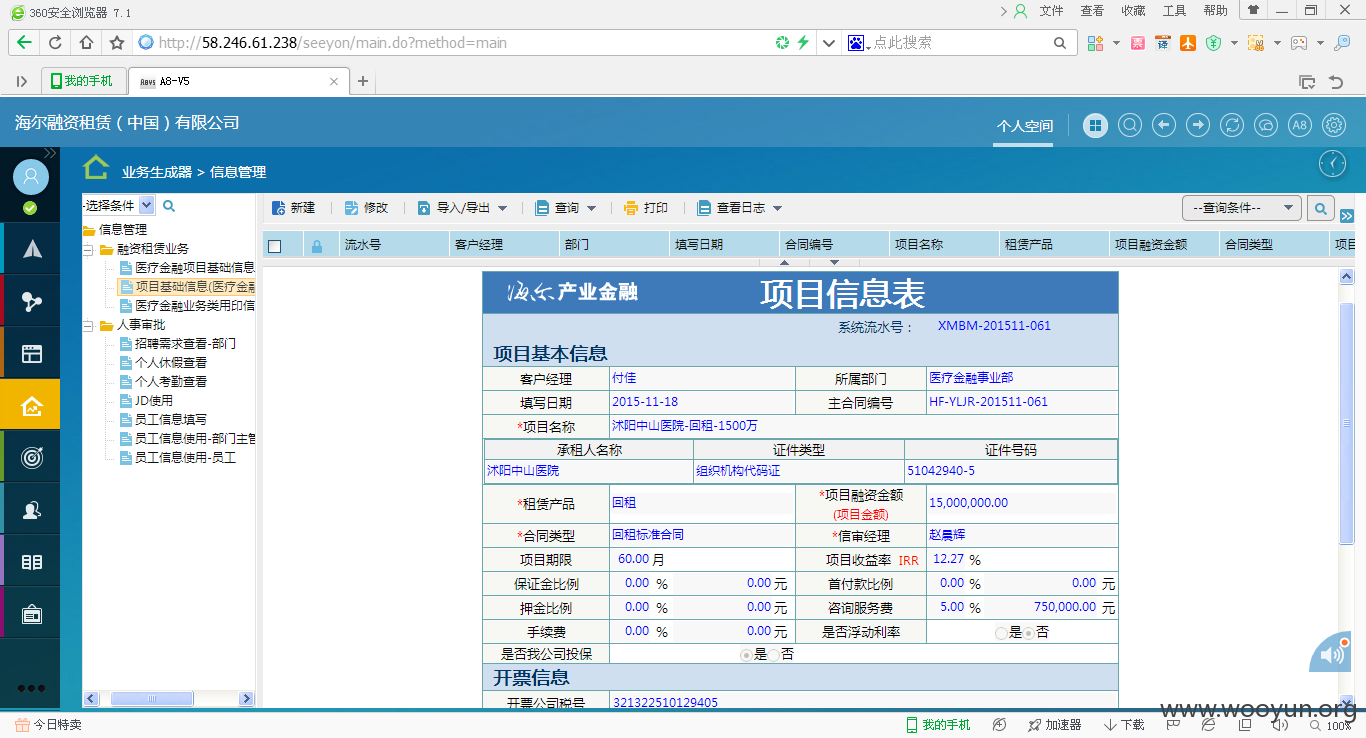 360安全浏览器 7.1
文件 查看 收藏 工具 帮助
http://58.246.61.238/seeyon/main.do?method=main
点此搜索
我的手机
A8-V5
海尔融资租赁（中国）有限公司
个人空间
A8
业务生成器 > 信息管理
-选择条件
信息管理
融资租赁业务
医疗金融项目基础信息
项目基础信息(医疗金融
医疗金融业务类用印信
人事审批
招聘需求查看-部门
个人休假查看
个人考勤查看
JD使用
员工信息填写
员工信息使用-部门主管
员工信息使用-员工
新建 修改 导入/导出 查询 打印 查看日志
--查询条件--
流水号 客户经理 部门 填写日期 合同编号 项目名称 租赁产品 项目融资金额 合同类型 项目
海尔产业金融 项目信息表
系统流水号： XMBM-201511-061
项目基本信息
客户经理 付佳 所属部门 医疗金融事业部
填写日期 2015-11-18 主合同编号 HF-YLJR-201511-061
*项目名称 沭阳中山医院-回租-1500万
承租人名称 证件类型 证件号码
沭阳中山医院 组织机构代码证 51042940-5
*租赁产品 回租 *项目融资金额 (项目金额) 15,000,000.00
*合同类型 回租标准合同 *信审经理 赵晨辉
项目期限 60.00 月 项目收益率 IRR 12.27 %
保证金比例 0.00 % 0.00 元 首付款比例 0.00 % 0.00 元
押金比例 0.00 % 0.00 元 咨询服务费 5.00 % 750,000.00 元
手续费 0.00 % 0.00 元 是否浮动利率 是 否
是否我公司投保 是 否
开票信息
开票公司税号 321322510129405
www.wooyun.org
今日特卖
我的手机 加速器 下载 100%